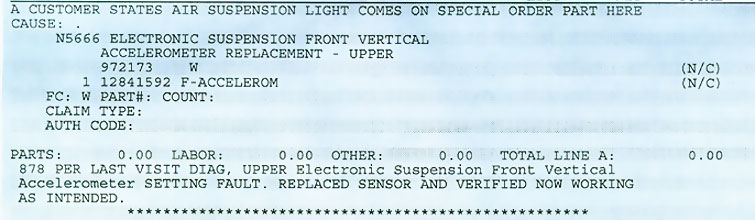 A CUSTOMER STATES AIR SUSPENSION LIGHT COMES ON SPECIAL ORDER PART HERE
CAUSE: .
N5666 ELECTRONIC SUSPENSION FRONT VERTICAL
ACCELEROMETER REPLACEMENT - UPPER
972173 W (N/C)
1 12841592 F-ACCELEROM (N/C)
FC: W PART#: COUNT:
CLAIM TYPE:
AUTH CODE:
PARTS: 0.00 LABOR: 0.00 OTHER: 0.00 TOTAL LINE A: 0.00
878 PER LAST VISIT DIAG, UPPER Electronic Suspension Front Vertical
Accelerometer SETTING FAULT. REPLACED SENSOR AND VERIFIED NOW WORKING
AS INTENDED.
****************************************************